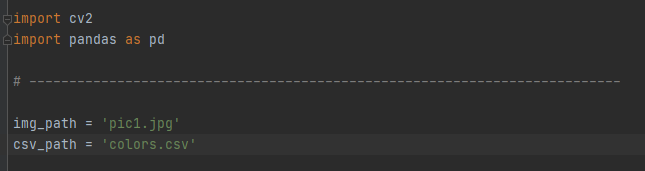 import cv2
import pandas as pd
# --------------------------------------------------------------------------
img_path = 'pic1.jpg'
csv_path = 'colors.csv'